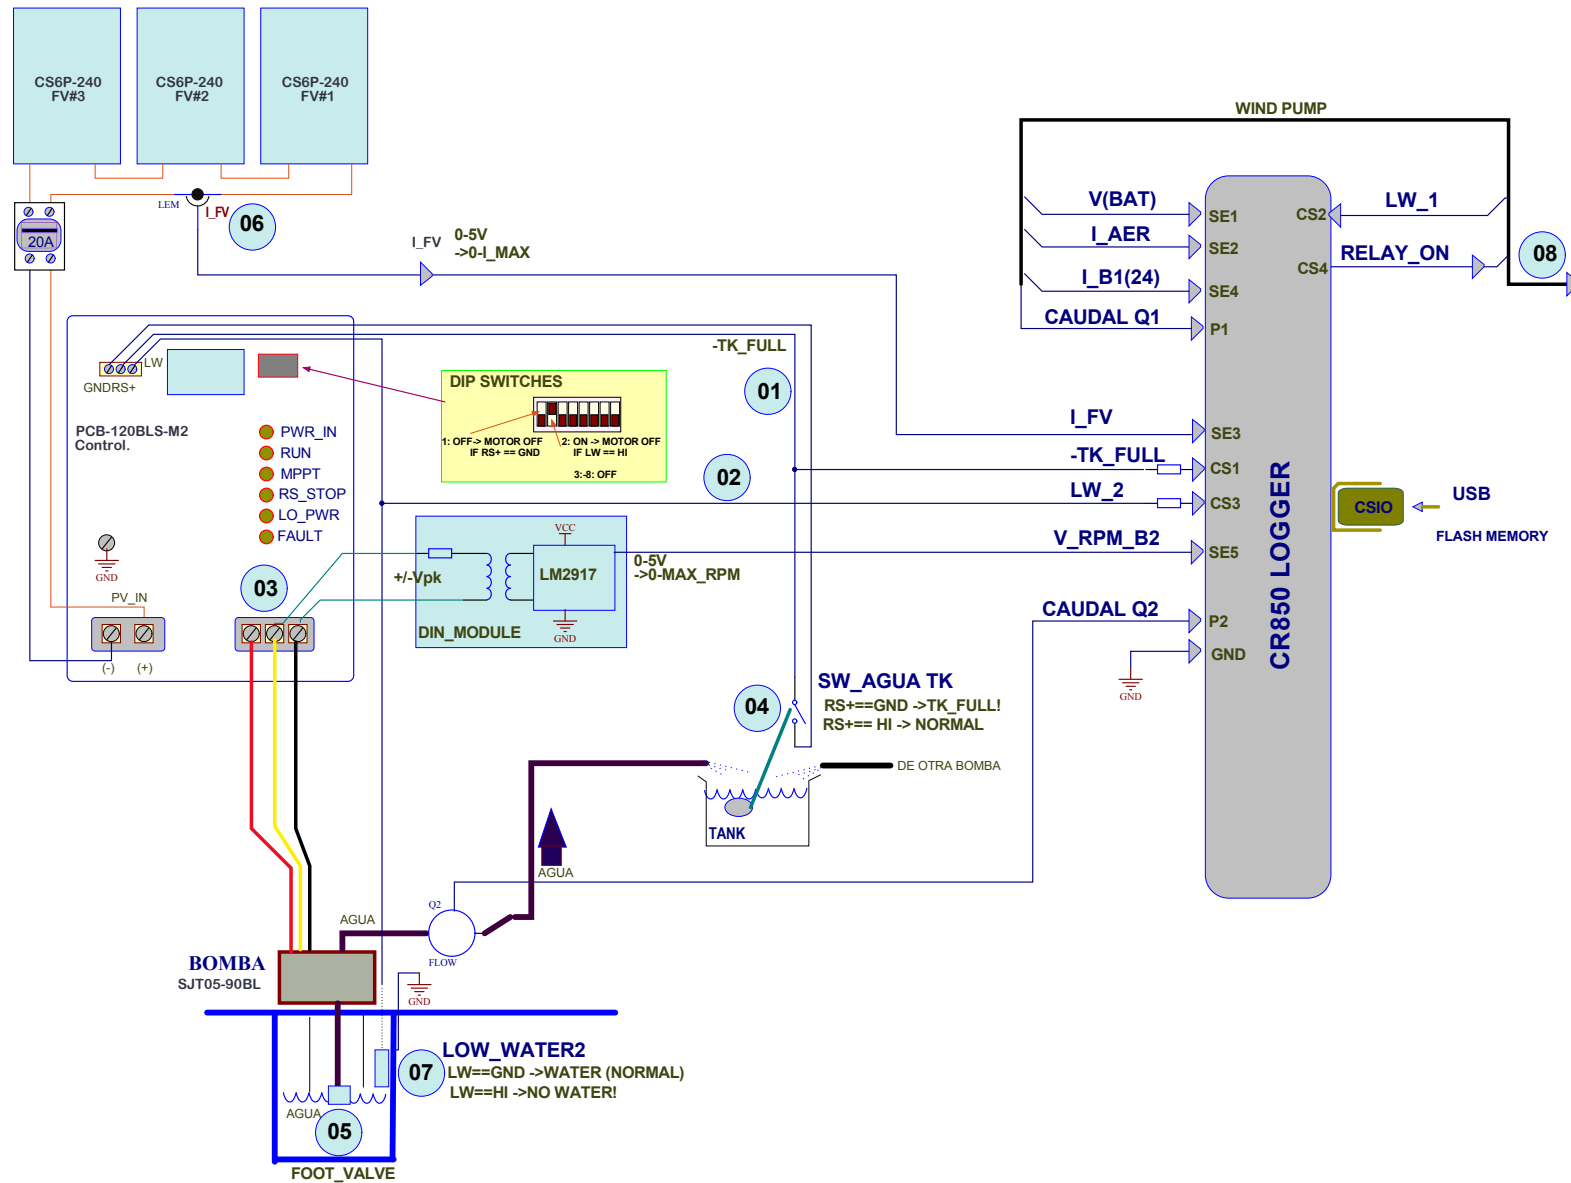 CS6P-240
FV#3
CS6P-240
FV#2
CS6P-240
FV#1
LEM
I_FV
06
20A
I_FV
0-5V
->0-I_MAX
WIND PUMP
V(BAT)
SE1
I_AER
SE2
I_B1(24)
SE4
CAUDAL Q1
P1
CS2
LW_1
CS4
RELAY_ON
08
LW
GNDRS+
-TK_FULL
01
DIP SWITCHES
1: OFF-> MOTOR OFF
IF RS+ == GND
2: ON -> MOTOR OFF
IF LW == HI
3:-8: OFF
PCB-120BLS-M2
Control.
PWR_IN
RUN
MPPT
RS_STOP
LO_PWR
FAULT
GND
PV_IN
(-)
(+)
03
02
I_FV
SE3
-TK_FULL
CS1
LW_2
CS3
V_RPM_B2
SE5
CAUDAL Q2
P2
GND
GND
CR850 LOGGER
CSIO
USB
FLASH MEMORY
VCC
+/-Vpk
LM2917
GND
DIN_MODULE
0-5V
->0-MAX_RPM
04
SW_AGUA TK
RS+==GND ->TK_FULL!
RS+== HI -> NORMAL
DE OTRA BOMBA
TANK
AGUA
AGUA
Q2
FLOW
BOMBA
SJT05-90BL
GND
LOW_WATER2
07
LW==GND ->WATER (NORMAL)
LW==HI ->NO WATER!
AGUA
05
FOOT_VALVE